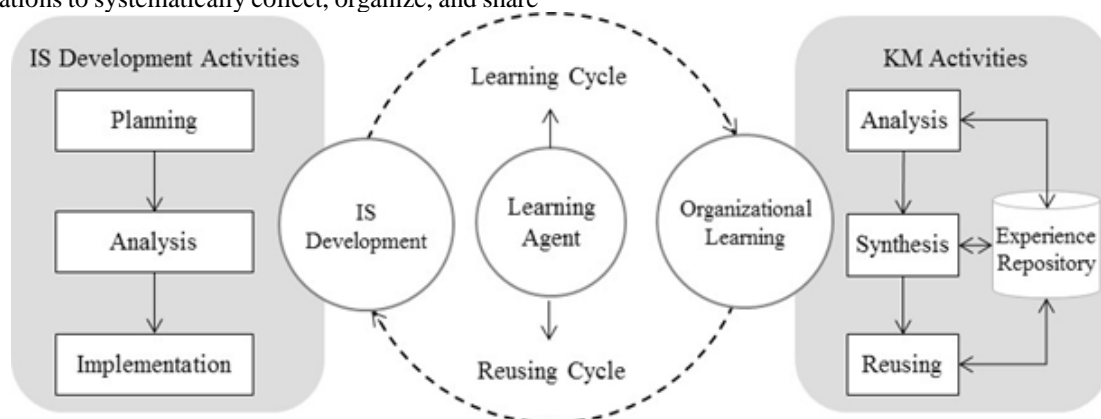 ations to systematically collect, organize, and share
IS Development Activities
Planning
Analysis
Implementation
IS
Development
Learning Cycle
Learning
Agent
Reusing Cycle
Organizational
Learning
KM Activities
Analysis
Synthesis
Reusing
Experience
Repository